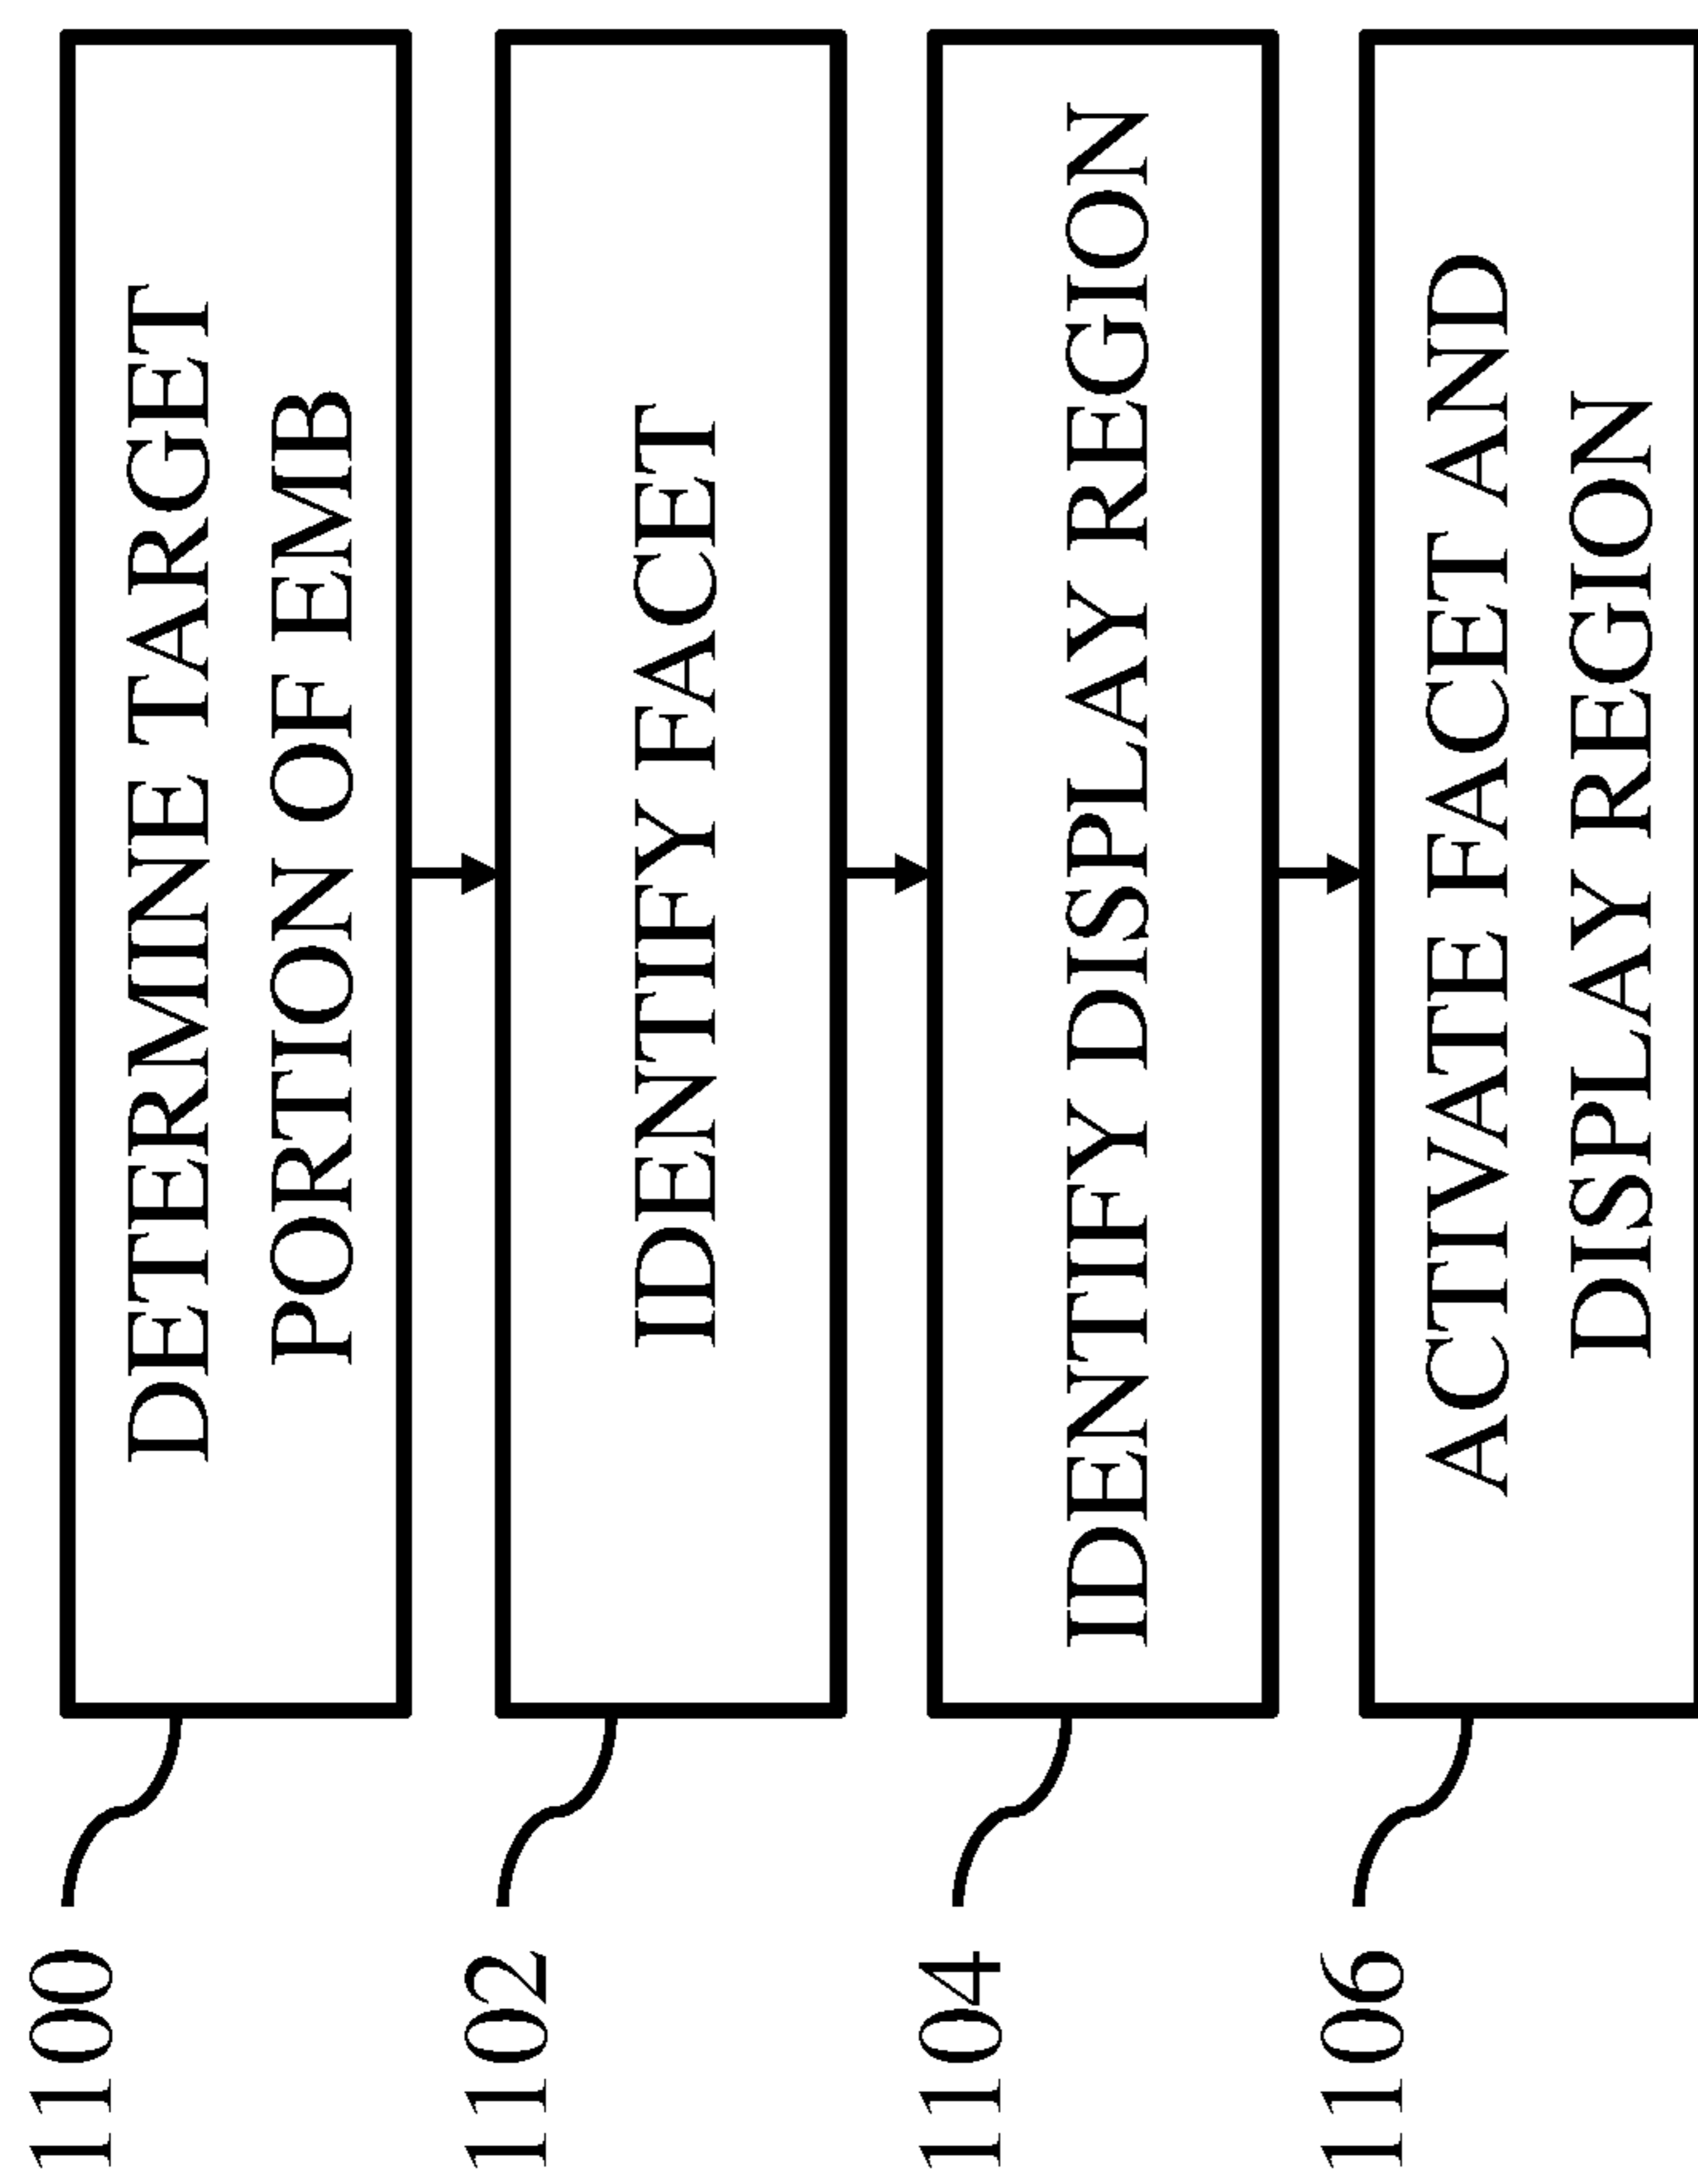 1100
DETERMINE TARGET
PORTION OF EMB
1102
IDENTIFY FACET
1104
IDENTIFY DISPLAY REGION
1106
ACTIVATE FACET AND
DISPLAY REGION